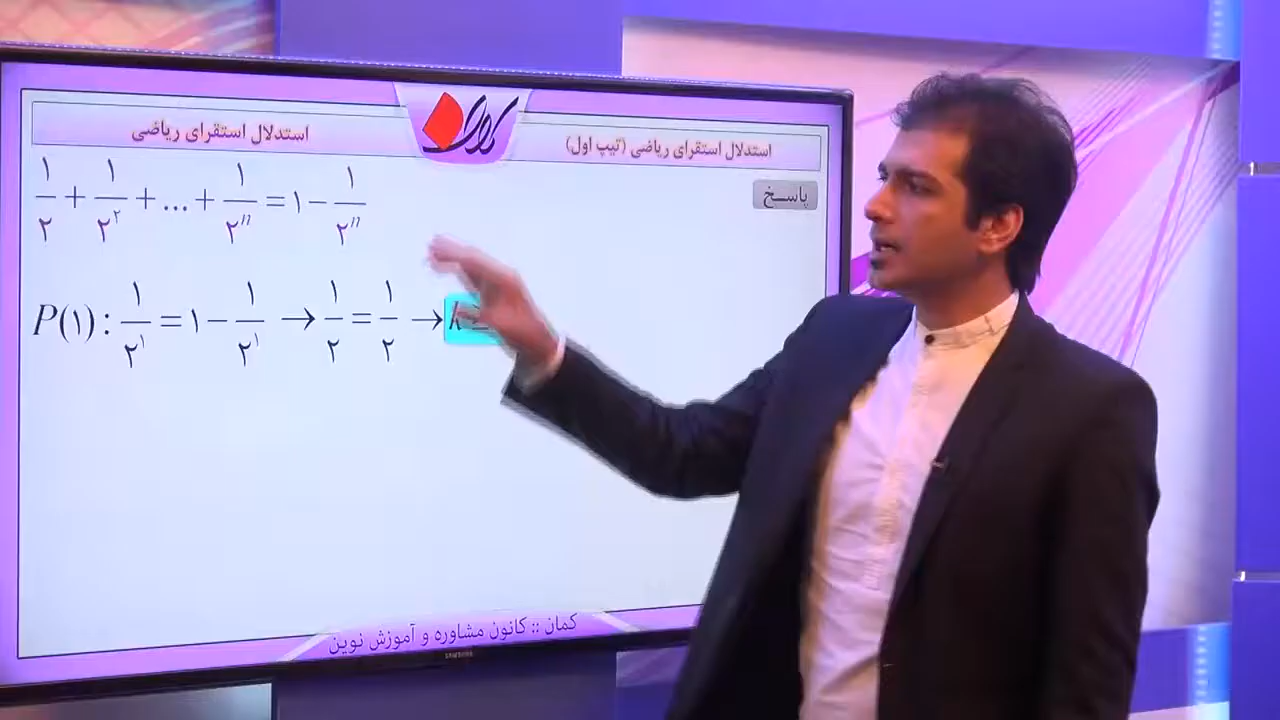 استدلال استقرای ریاضی (تیپ اول)
استدلال استقرای ریاضی
کمان
پاسخ
۱/۲ + ۱/۲^۲ + ... + ۱/۲^n = ۱ − ۱/۲^n
P(۱) : ۱/۲^۱ = ۱ − ۱/۲^۱ → ۱/۲ = ۱/۲ →
کمان :: کانون مشاوره و آموزش نوین
SAMSUNG